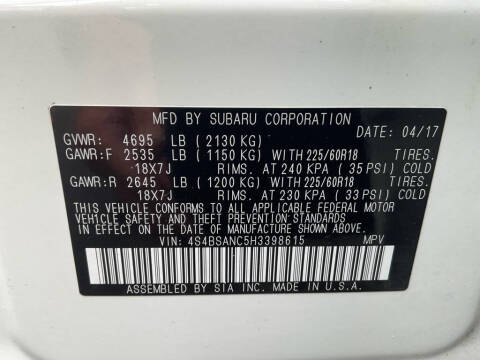 MFD BY SUBARU CORPORATION
GVWR: 4695 LB (2130 KG) DATE: 04/17
GAWR:F 2535 LB (1150 KG) WITH 225/60R18 TIRES.
18X7J RIMS. AT 240 KPA ( 35 PSI) COLD
GAWR:R 2645 LB (1200 KG) WITH 225/60R18 TIRES.
18X7J RIMS. AT 230 KPA ( 33 PSI) COLD
THIS VEHICLE CONFORMS TO ALL APPLICABLE FEDERAL MOTOR
VEHICLE SAFETY AND THEFT PREVENTION STANDARDS
IN EFFECT ON THE DATE OF MANUFACTURE SHOWN ABOVE.
VIN: 4S4BSANC5H3398615 MPV
ASSEMBLED BY SIA INC. MADE IN U.S.A.